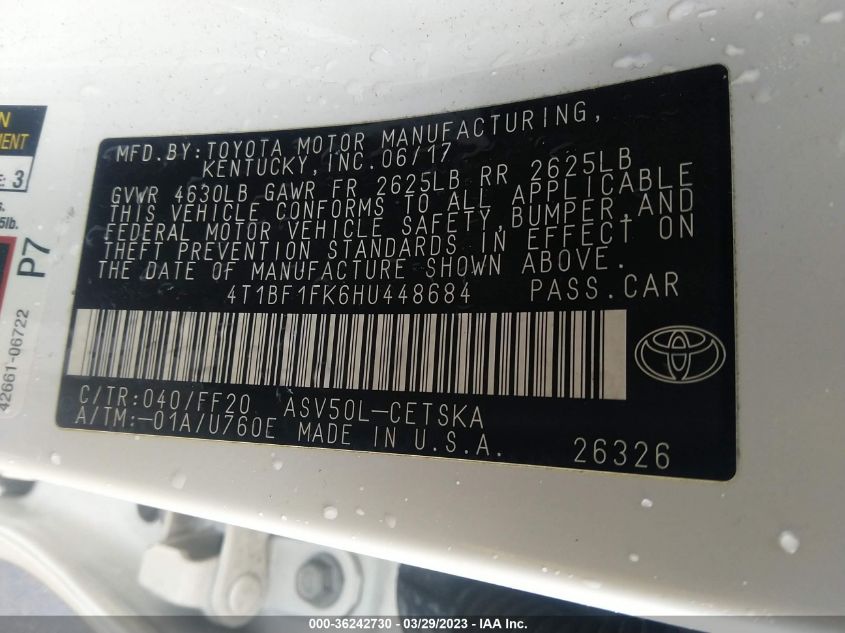 N
MENT
E: 3
s.
5lb.
P7
42661-06722
MFD.BY:TOYOTA MOTOR MANUFACTURING,
KENTUCKY,INC.06/17
GVWR 4630LB GAWR FR 2625LB RR 2625LB
THIS VEHICLE CONFORMS TO ALL APPLICABLE
FEDERAL MOTOR VEHICLE SAFETY,BUMPER,AND
THEFT PREVENTION STANDARDS IN EFFECT ON
THE DATE OF MANUFACTURE SHOWN ABOVE.
4T1BF1FK6HU448684 PASS.CAR
C/TR:040/FF20 ASV50L-CETSKA
A/TM:-01A/U760E MADE IN U.S.A.
26326
000-36242730 - 03/29/2023 - IAA Inc.